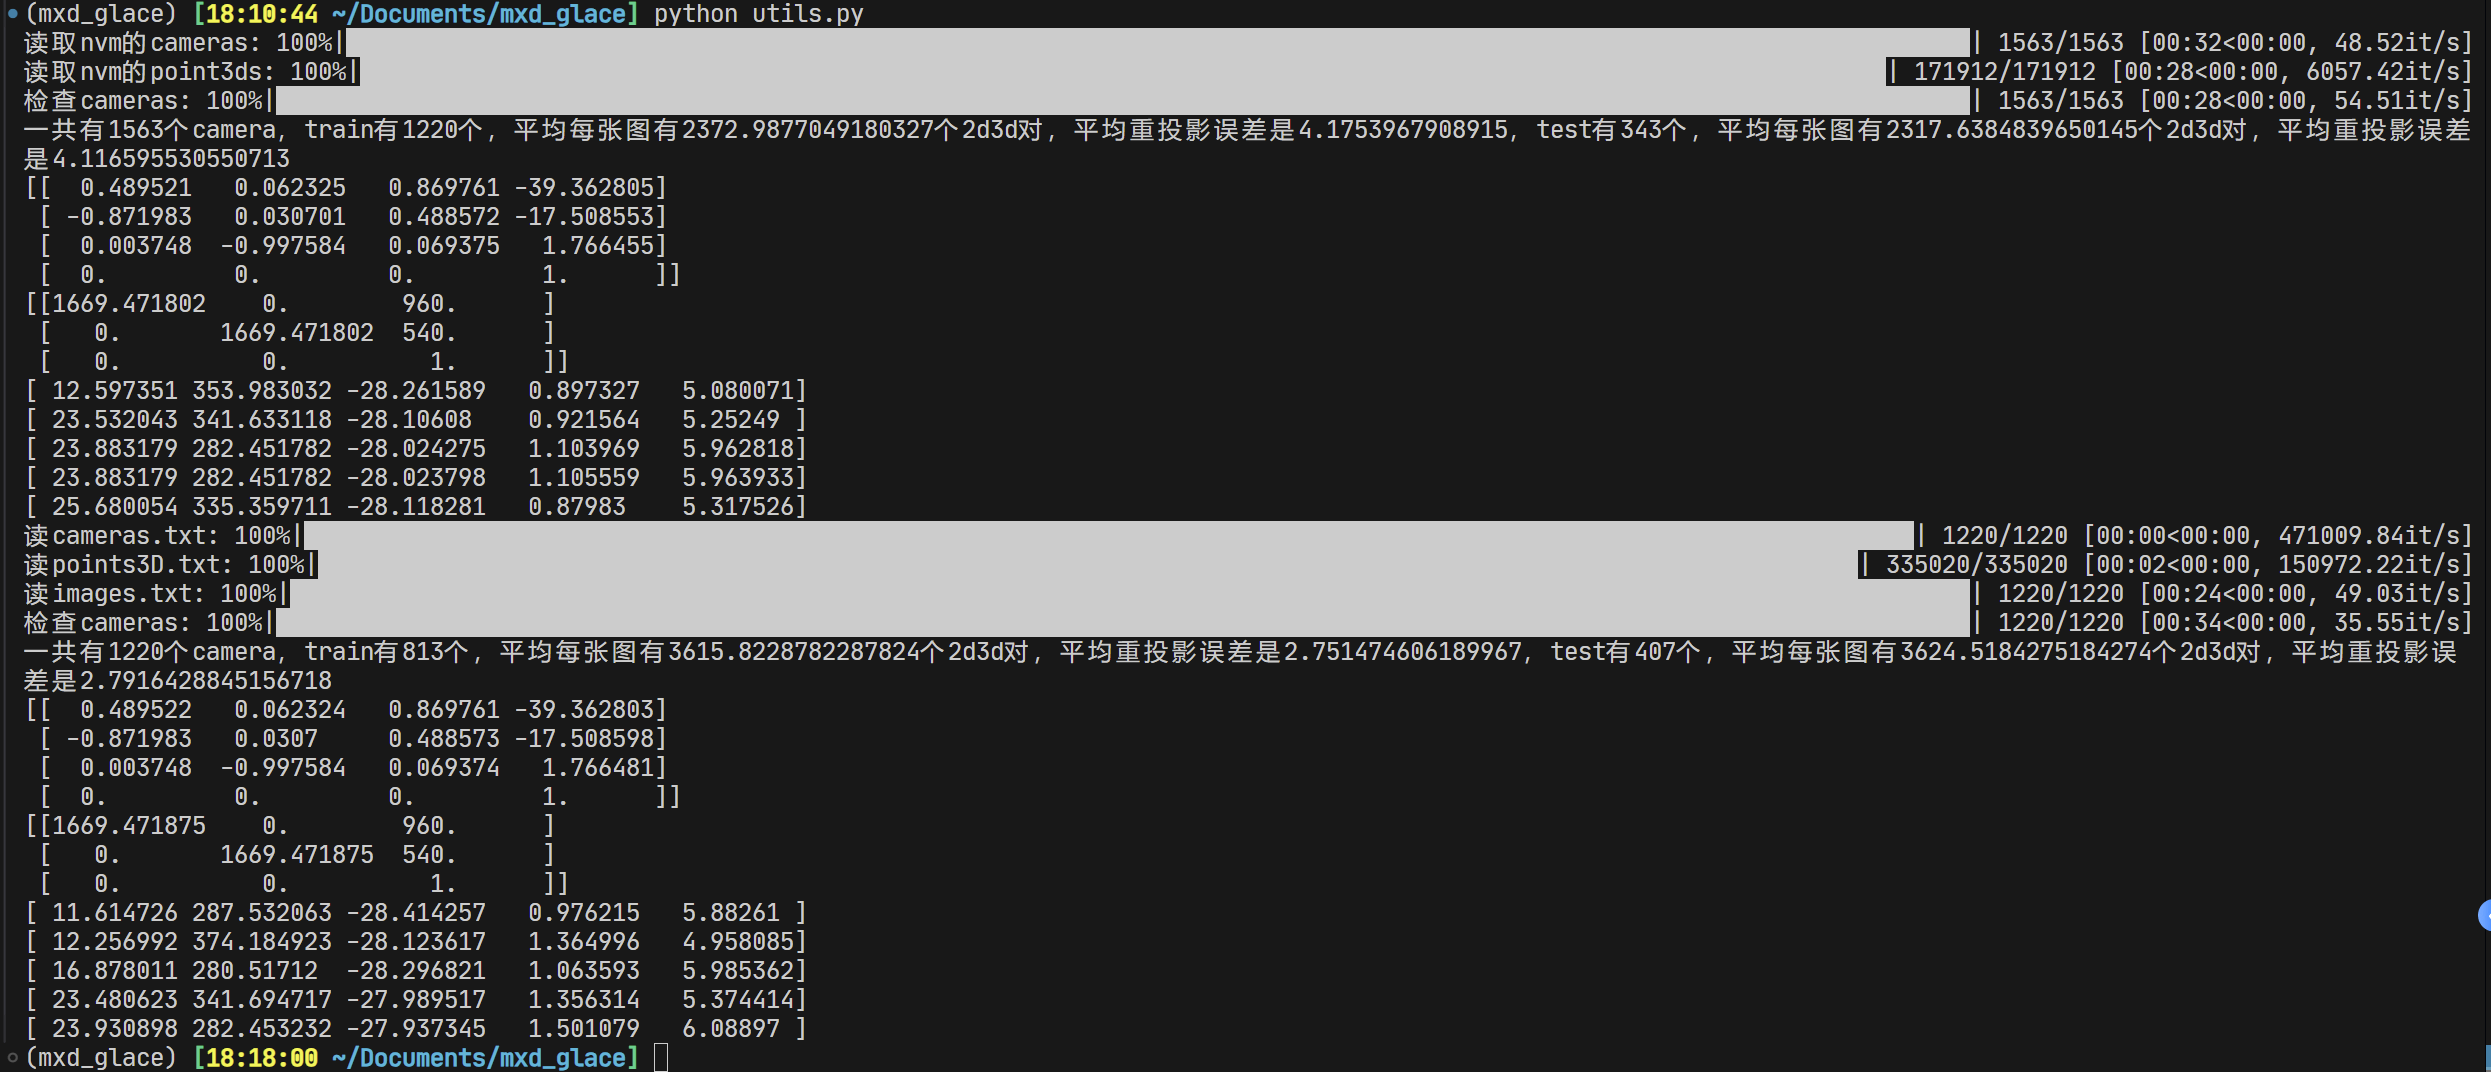 (mxd_glace) [18:10:44 ~/Documents/mxd_glace] python utils.py
读取nvm的cameras: 100%| | 1563/1563 [00:32<00:00, 48.52it/s]
读取nvm的point3ds: 100%| | 171912/171912 [00:28<00:00, 6057.42it/s]
检查cameras: 100%| | 1563/1563 [00:28<00:00, 54.51it/s]
一共有1563个camera, train有1220个, 平均每张图有2372.9877049180327个2d3d对, 平均重投影误差是4.1753967908915, test有343个, 平均每张图有2317.6384839650145个2d3d对, 平均重投影误差
是4.116595530550713
[[  0.489521   0.062325   0.869761 -39.362805]
 [ -0.871983   0.030701   0.488572 -17.508553]
 [  0.003748  -0.997584   0.069375   1.766455]
 [  0.         0.         0.         1.      ]]
[[1669.471802    0.        960.      ]
 [   0.       1669.471802  540.      ]
 [   0.          0.          1.      ]]
[ 12.597351 353.983032 -28.261589   0.897327   5.080071]
[ 23.532043 341.633118 -28.10608    0.921564   5.25249 ]
[ 23.883179 282.451782 -28.024275   1.103969   5.962818]
[ 23.883179 282.451782 -28.023798   1.105559   5.963933]
[ 25.680054 335.359711 -28.118281   0.87983    5.317526]
读cameras.txt: 100%| | 1220/1220 [00:00<00:00, 471009.84it/s]
读points3D.txt: 100%| | 335020/335020 [00:02<00:00, 150972.22it/s]
读images.txt: 100%| | 1220/1220 [00:24<00:00, 49.03it/s]
检查cameras: 100%| | 1220/1220 [00:34<00:00, 35.55it/s]
一共有1220个camera, train有813个, 平均每张图有3615.8228782287824个2d3d对, 平均重投影误差是2.751474606189967, test有407个, 平均每张图有3624.5184275184274个2d3d对, 平均重投影误
差是2.7916428845156718
[[  0.489522   0.062324   0.869761 -39.362803]
 [ -0.871983   0.0307     0.488573 -17.508598]
 [  0.003748  -0.997584   0.069374   1.766481]
 [  0.         0.         0.         1.      ]]
[[1669.471875    0.        960.      ]
 [   0.       1669.471875  540.      ]
 [   0.          0.          1.      ]]
[ 11.614726 287.532063 -28.414257   0.976215   5.88261 ]
[ 12.256992 374.184923 -28.123617   1.364996   4.958085]
[ 16.878011 280.51712  -28.296821   1.063593   5.985362]
[ 23.480623 341.694717 -27.989517   1.356314   5.374414]
[ 23.930898 282.453232 -27.937345   1.501079   6.08897 ]
(mxd_glace) [18:18:00 ~/Documents/mxd_glace]